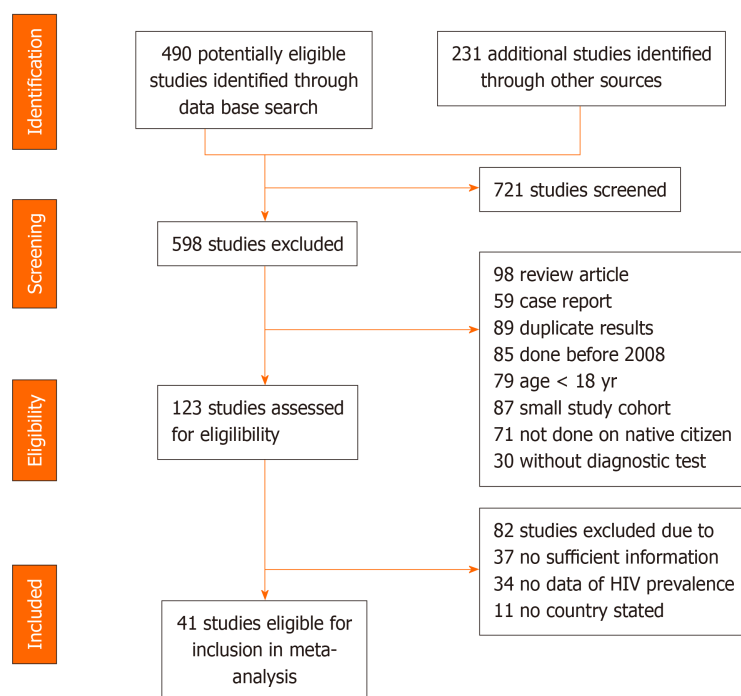 Identification
490 potentially eligible
studies identified through
data base search
231 additional studies identified
through other sources
721 studies screened
Screening
598 studies excluded
98 review article
59 case report
89 duplicate results
85 done before 2008
79 age < 18 yr
87 small study cohort
71 not done on native citizen
30 without diagnostic test
Eligibility
123 studies assessed
for eligilibility
82 studies excluded due to
37 no sufficient information
34 no data of HIV prevalence
11 no country stated
Included
41 studies eligible for
inclusion in meta-
analysis